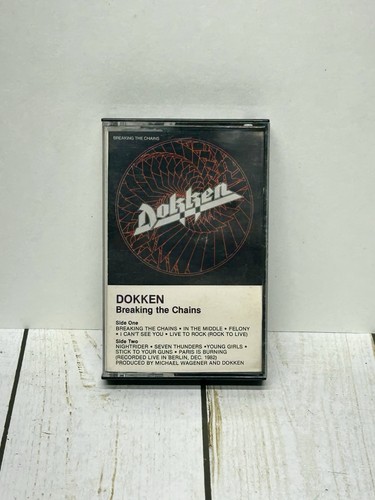 BREAKING THE CHAINS
Dokken
DOKKEN
Breaking the Chains
Side One
BREAKING THE CHAINS • IN THE MIDDLE • FELONY
• I CAN'T SEE YOU • LIVE TO ROCK (ROCK TO LIVE)
Side Two
NIGHTRIDER • SEVEN THUNDERS •YOUNG GIRLS •
STICK TO YOUR GUNS • PARIS IS BURNING
(RECORDED LIVE IN BERLIN, DEC. 1982)
PRODUCED BY MICHAEL WAGENER AND DOKKEN